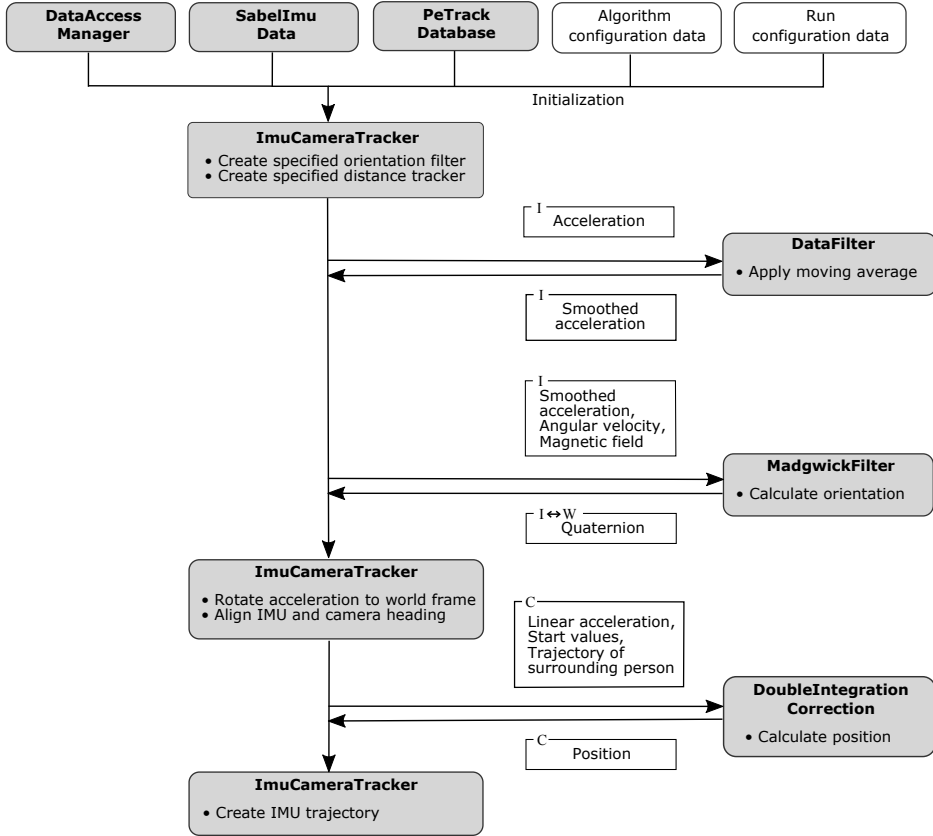 DataAccess
Manager
SabelImu
Data
PeTrack
Database
Algorithm
configuration data
Run
configuration data
Initialization
ImuCameraTracker
• Create specified orientation filter
• Create specified distance tracker
I
Acceleration
DataFilter
• Apply moving average
I
Smoothed
acceleration
I
Smoothed
acceleration,
Angular velocity,
Magnetic field
MadgwickFilter
• Calculate orientation
I↔W
Quaternion
ImuCameraTracker
• Rotate acceleration to world frame
• Align IMU and camera heading
C
Linear acceleration,
Start values,
Trajectory of
surrounding person
DoubleIntegration
Correction
• Calculate position
C
Position
ImuCameraTracker
• Create IMU trajectory